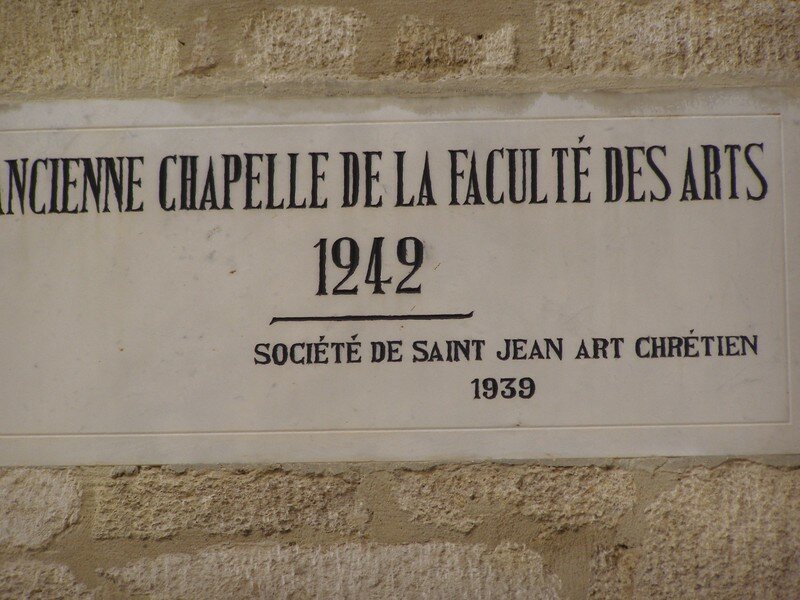 ANCIENNE CHAPELLE DE LA FACULTÉ DES ARTS
1242
SOCIÉTÉ DE SAINT JEAN ART CHRÉTIEN
1939